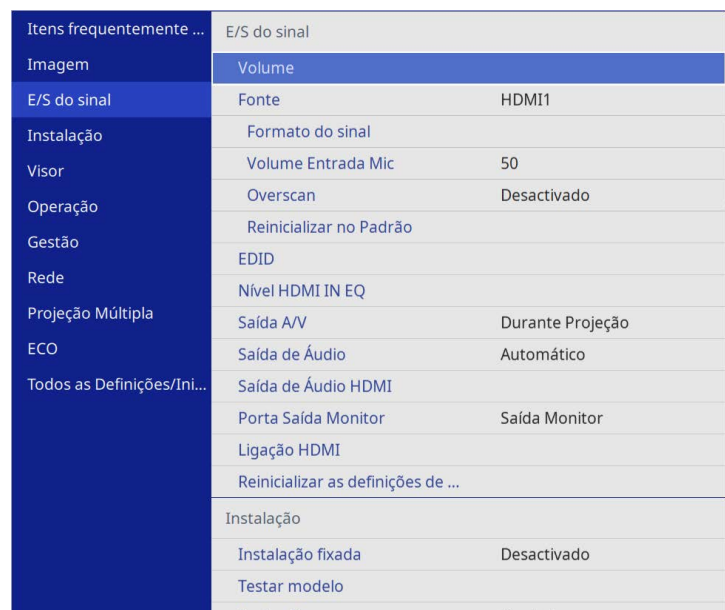 Itens frequentemente ...
Imagem
E/S do sinal
Instalação
Visor
Operação
Gestão
Rede
Projeção Múltipla
ECO
Todos as Definições/Ini...
E/S do sinal
Volume
Fonte HDMI1
Formato do sinal
Volume Entrada Mic 50
Overscan Desactivado
Reinicializar no Padrão
EDID
Nível HDMI IN EQ
Saída A/V Durante Projeção
Saída de Áudio Automático
Saída de Áudio HDMI
Porta Saída Monitor Saída Monitor
Ligação HDMI
Reinicializar as definições de ...
Instalação
Instalação fixada Desactivado
Testar modelo